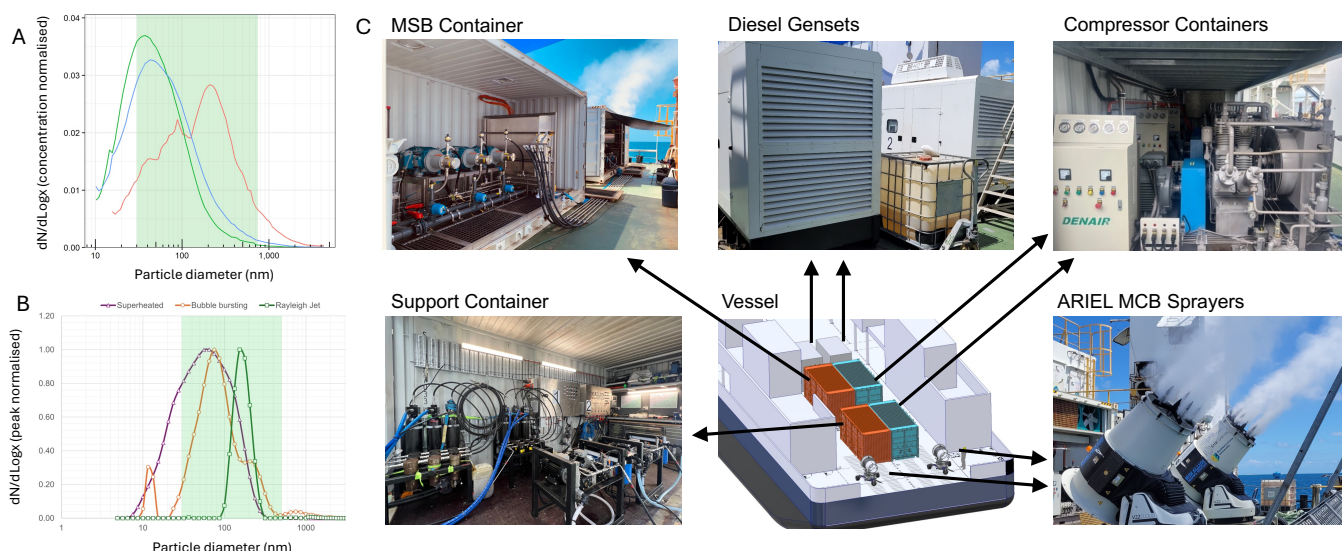 A
dN/dLogx (concentration normalised)
0.04
0.03
0.02
0.01
0.00
10
100
1,000
Particle diameter (nm)
B
Superheated
Bubble bursting
Rayleigh Jet
dN/dLogx (peak normalised)
1.20
1.00
0.80
0.60
0.40
0.20
0.00
1
10
100
1000
Particle diameter (nm)
C
MSB Container
Diesel Gensets
2
Compressor Containers
DENAIR
Support Container
Vessel
ARIEL MCB Sprayers